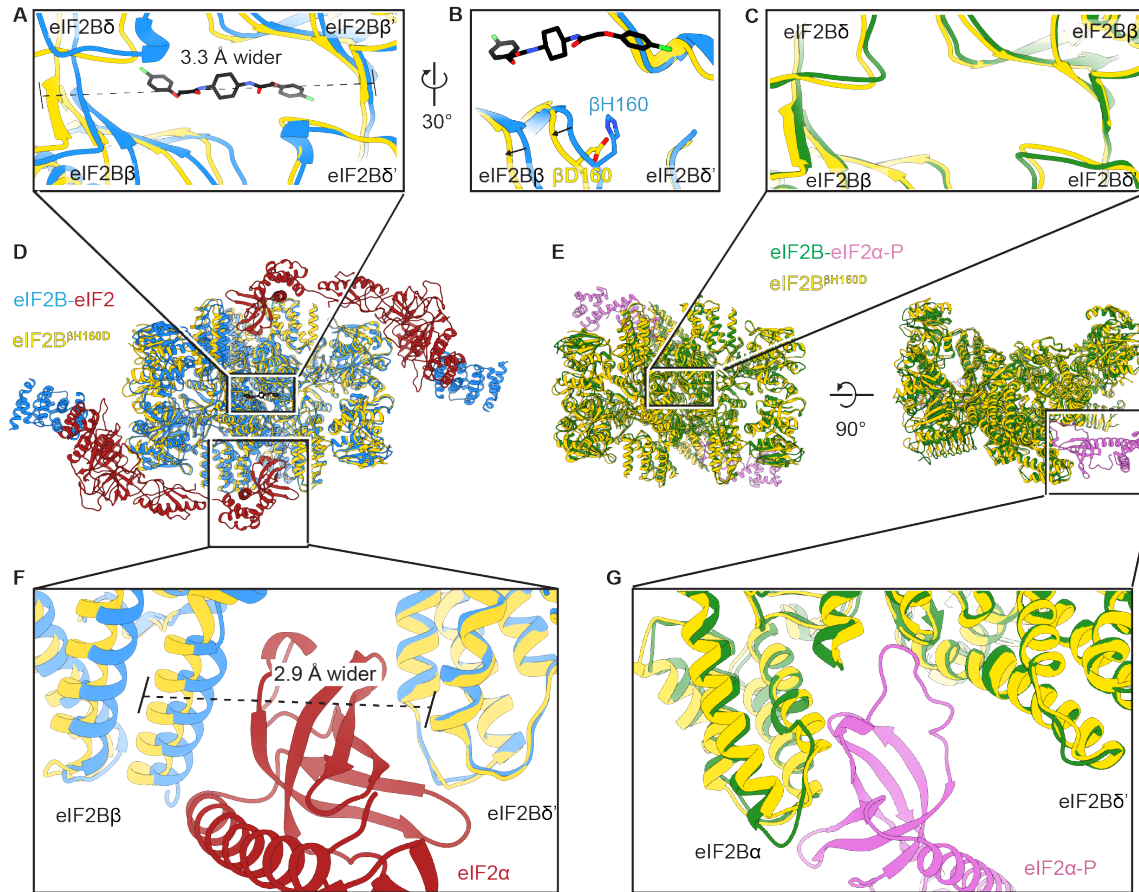 A
eIF2Bδ
eIF2Bβ'
3.3 Å wider
eIF2Bβ
eIF2Bδ'
30°
B
βH160
eIF2Bβ
βD160
eIF2Bδ'
C
eIF2Bδ
eIF2Bβ'
eIF2Bβ
eIF2Bδ'
D
eIF2B-eIF2
eIF2BβH160D
E
eIF2B-eIF2α-P
eIF2BβH160D
90°
F
2.9 Å wider
eIF2Bβ
eIF2Bδ'
eIF2α
G
eIF2Bα
eIF2Bδ'
eIF2α-P